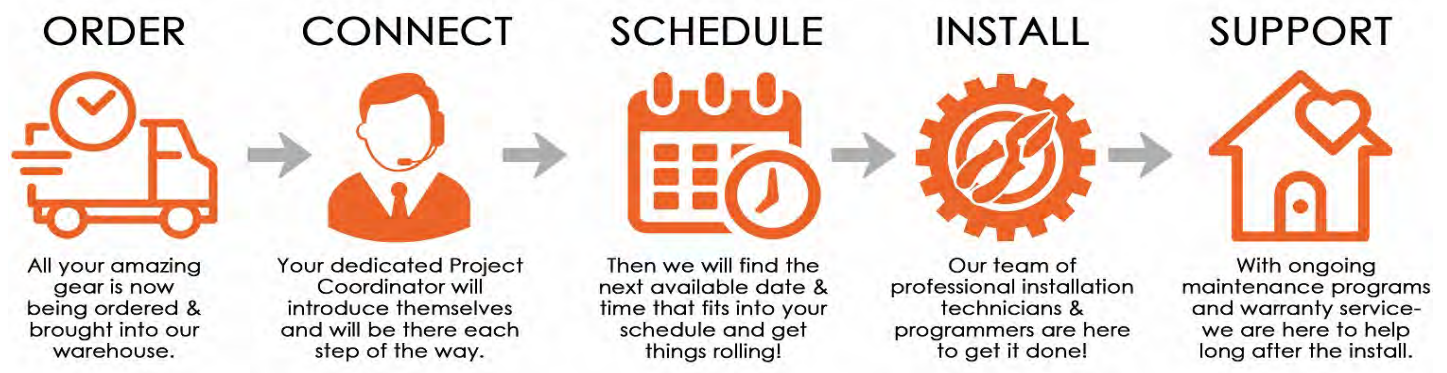 ORDER
All your amazing
gear is now
being ordered &
brought into our
warehouse.
CONNECT
Your dedicated Project
Coordinator will
introduce themselves
and will be there each
step of the way.
SCHEDULE
Then we will find the
next available date &
time that fits into your
schedule and get
things rolling!
INSTALL
Our team of
professional installation
technicians &
programmers are here
to get it done!
SUPPORT
With ongoing
maintenance programs
and warranty service-
we are here to help
long after the install.